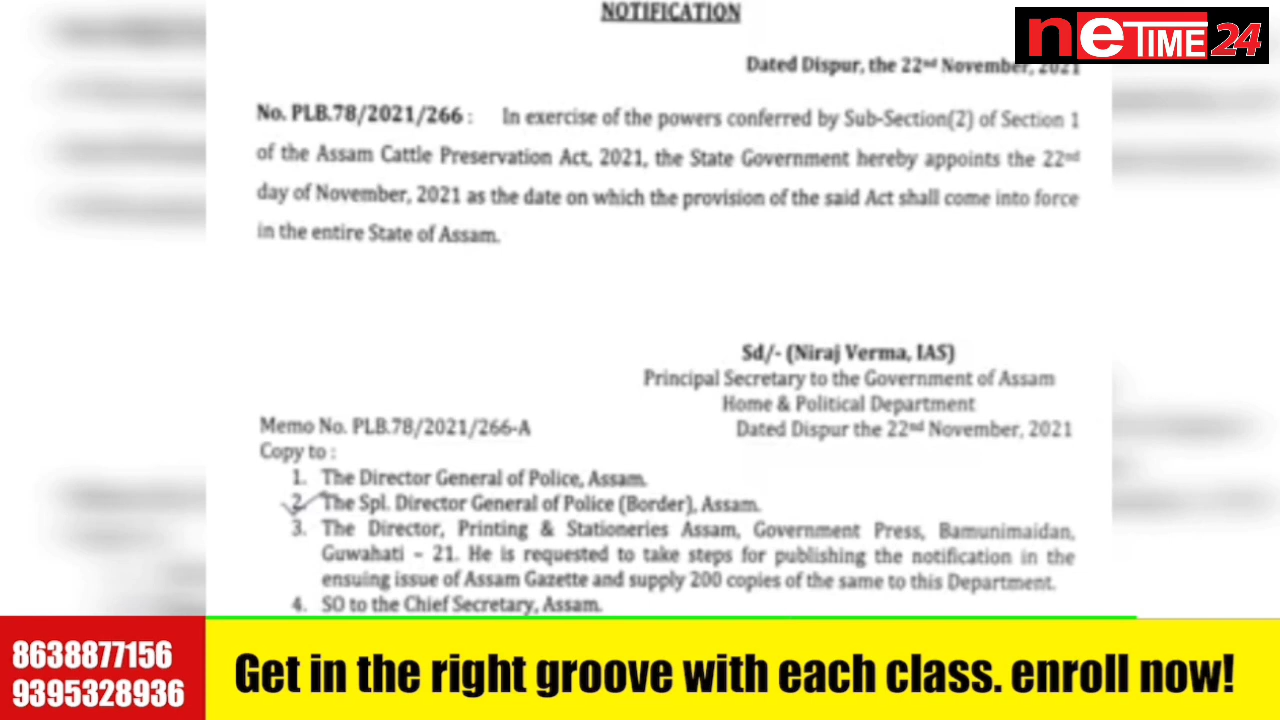 NOTIFICATION
ne TIME 24
Dated Dispur, the 22nd November, 2021
No. PLB.78/2021/266 : In exercise of the powers conferred by Sub-Section(2) of Section 1
of the Assam Cattle Preservation Act, 2021, the State Government hereby appoints the 22nd
day of November, 2021 as the date on which the provision of the said Act shall come into force
in the entire State of Assam.
Sd/- (Niraj Verma, IAS)
Principal Secretary to the Government of Assam
Home & Political Department
Memo No. PLB.78/2021/266-A Dated Dispur the 22nd November, 2021
Copy to :
1. The Director General of Police, Assam.
2. The Spl. Director General of Police (Border), Assam.
3. The Director, Printing & Stationeries Assam, Government Press, Bamunimaidan,
Guwahati – 21. He is requested to take steps for publishing the notification in the
ensuing issue of Assam Gazette and supply 200 copies of the same to this Department.
4. SO to the Chief Secretary, Assam.
8638877156
9395328936
Get in the right groove with each class. enroll now!